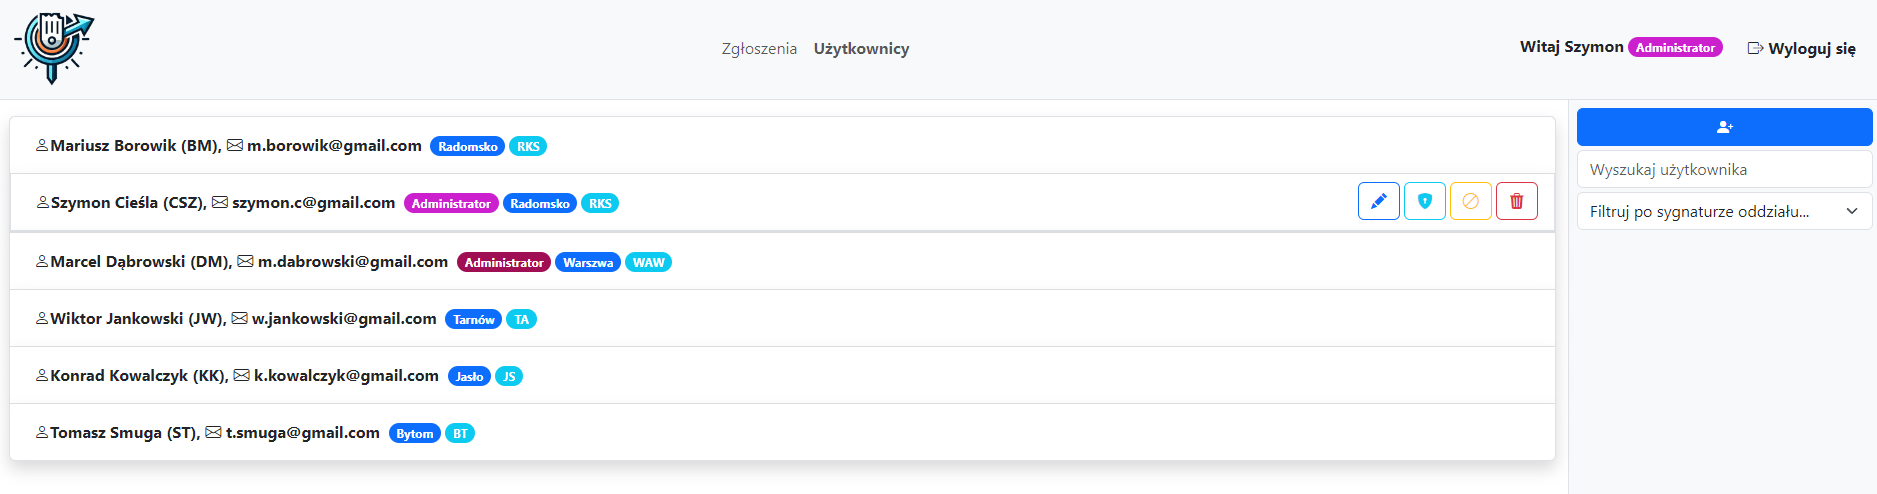 Zgłoszenia Użytkownicy Witaj Szymon Administrator Wyloguj się
Mariusz Borowik (BM), m.borowik@gmail.com Radomsko RKS
Szymon Cieśla (CSZ), szymon.c@gmail.com Administrator Radomsko RKS
Marcel Dąbrowski (DM), m.dabrowski@gmail.com Administrator Warszwa WAW
Wiktor Jankowski (JW), w.jankowski@gmail.com Tarnów TA
Konrad Kowalczyk (KK), k.kowalczyk@gmail.com Jasło JS
Tomasz Smuga (ST), t.smuga@gmail.com Bytom BT
Wyszukaj użytkownika
Filtruj po sygnaturze oddziału...